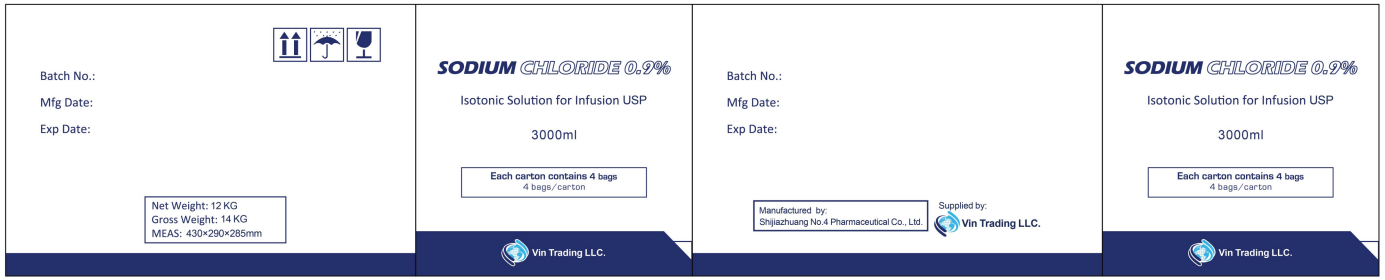 Batch No.:
Mfg Date:
Exp Date:
Net Weight: 12 KG
Gross Weight: 14 KG
MEAS: 430×290×285mm
SODIUM CHLORIDE 0.9%
Isotonic Solution for Infusion USP
3000ml
Each carton contains 4 bags
4 bags/carton
Vin Trading LLC.
Batch No.:
Mfg Date:
Exp Date:
Manufactured by:
Shijiazhuang No.4 Pharmaceutical Co., Ltd.
Supplied by:
Vin Trading LLC.
SODIUM CHLORIDE 0.9%
Isotonic Solution for Infusion USP
3000ml
Each carton contains 4 bags
4 bags/carton
Vin Trading LLC.